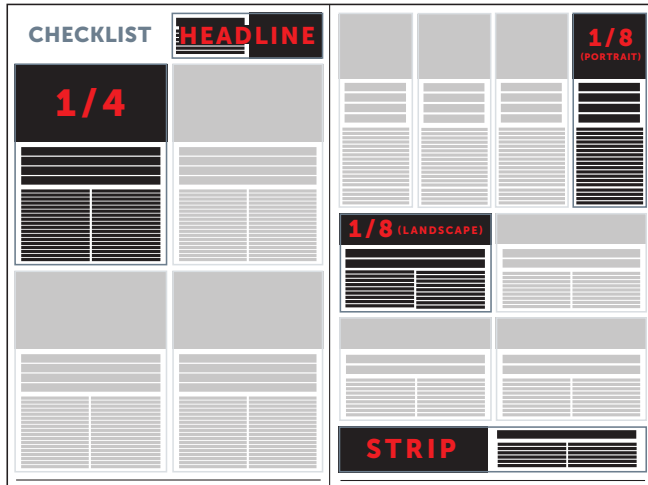 CHECKLIST
HEADLINE
1/4
1/8
(PORTRAIT)
1/8 (LANDSCAPE)
STRIP